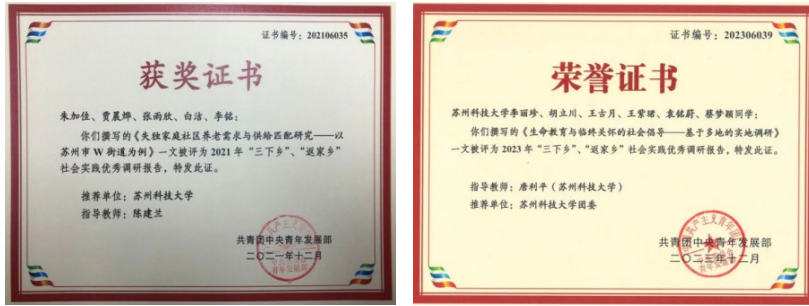 证书编号：202106035
获奖证书
朱加佳、贾晨烨、张雨欣、白洁、李铭：
你们撰写的《失独家庭社区养老需求与供给匹配研究——以
苏州市W街道为例》一文被评为2021年“三下乡”、“返家乡”
社会实践优秀调研报告，特发此证。
推荐单位：苏州科技大学
指导教师：陈建兰
共青团中央青年发展部
二〇二一年十二月
证书编号：202306039
荣誉证书
苏州科技大学李丽珍、胡立川、王古月、王紫珺、袁铭蔚、蔡梦颖同学：
你们撰写的《生命教育与临终关怀的社会倡导——基于多地的实地调研》
一文被评为2023年“三下乡”、“返家乡”社会实践优秀调研报告，特发此证。
指导教师：唐利平（苏州科技大学）
推荐单位：苏州科技大学团委
共青团中央青年发展部
二〇二三年十二月